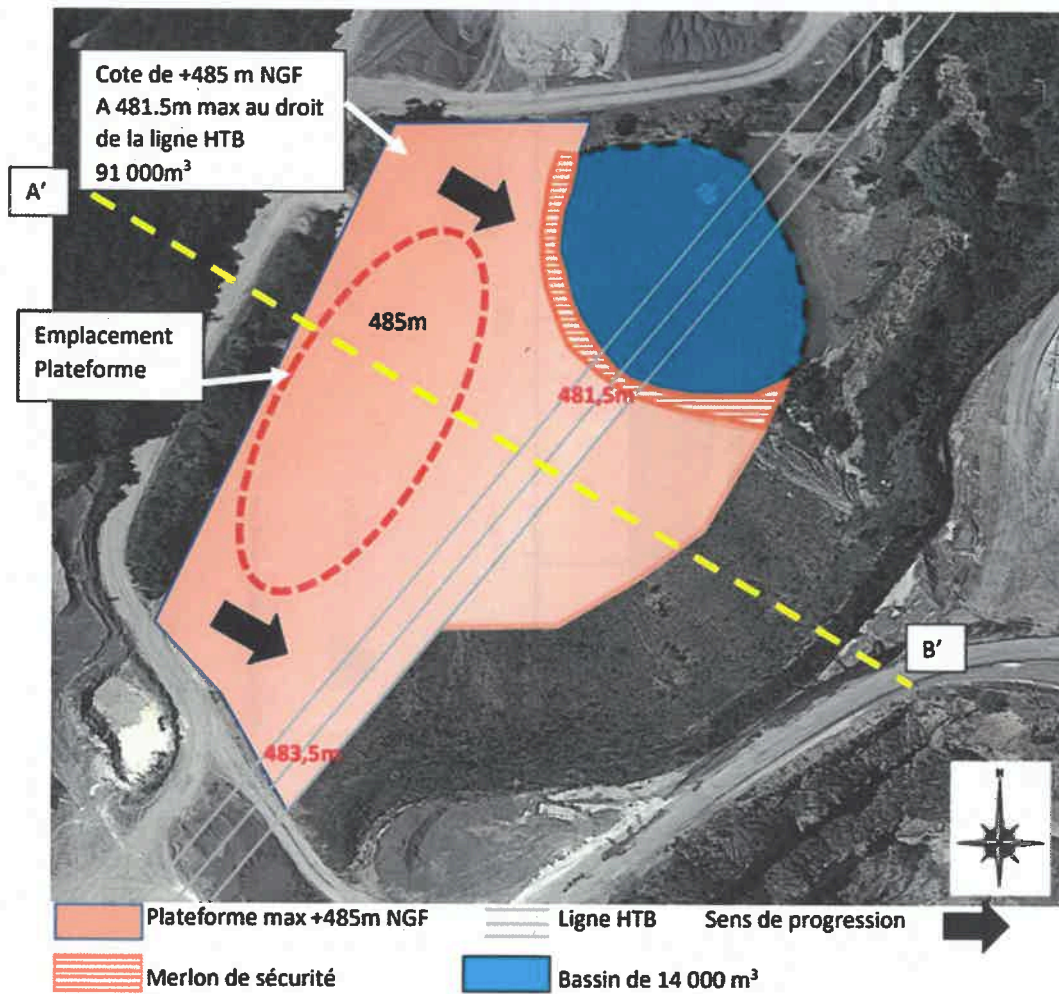 Cote de +485 m NGF
A 481.5m max au droit
de la ligne HTB
91 000m³
A'
Emplacement
Plateforme
485m
481,5m
B'
483,5m
N
Plateforme max +485m NGF
Ligne HTB
Sens de progression
Merlon de sécurité
Bassin de 14 000 m³